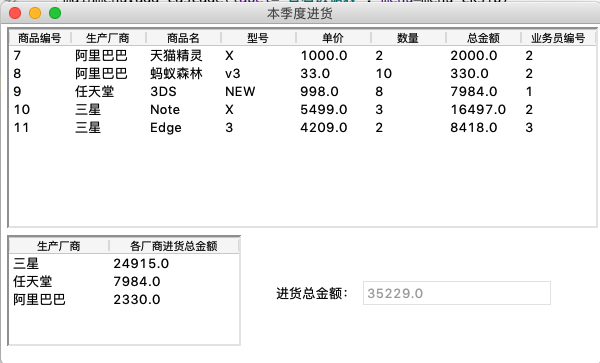 本季度进货
商品编号 生产厂商 商品名 型号 单价 数量 总金额 业务员编号
7 阿里巴巴 天猫精灵 X 1000.0 2 2000.0 2
8 阿里巴巴 蚂蚁森林 v3 33.0 10 330.0 2
9 任天堂 3DS NEW 998.0 8 7984.0 1
10 三星 Note X 5499.0 3 16497.0 2
11 三星 Edge 3 4209.0 2 8418.0 3
生产厂商 各厂商进货总金额
三星 24915.0
任天堂 7984.0
阿里巴巴 2330.0
进货总金额： 35229.0